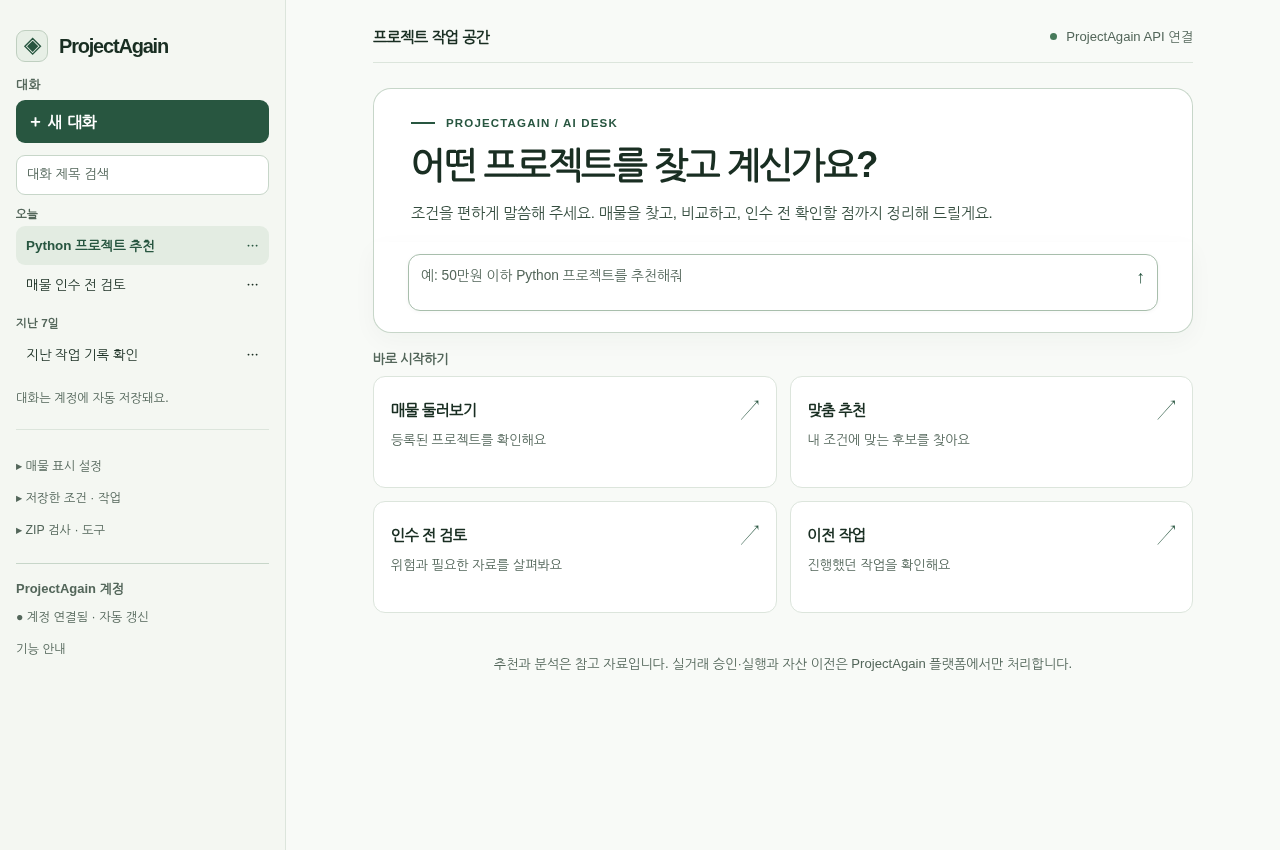 ProjectAgain
대화
+ 새 대화
대화 제목 검색
오늘
Python 프로젝트 추천 ···
매물 인수 전 검토 ···
지난 7일
지난 작업 기록 확인 ···
대화는 계정에 자동 저장돼요.
▸ 매물 표시 설정
▸ 저장한 조건 · 작업
▸ ZIP 검사 · 도구
ProjectAgain 계정
● 계정 연결됨 · 자동 갱신
기능 안내
프로젝트 작업 공간
ProjectAgain API 연결
PROJECTAGAIN / AI DESK
어떤 프로젝트를 찾고 계신가요?
조건을 편하게 말씀해 주세요. 매물을 찾고, 비교하고, 인수 전 확인할 점까지 정리해 드릴게요.
예: 50만원 이하 Python 프로젝트를 추천해줘 ↑
바로 시작하기
매물 둘러보기
등록된 프로젝트를 확인해요
맞춤 추천
내 조건에 맞는 후보를 찾아요
인수 전 검토
위험과 필요한 자료를 살펴봐요
이전 작업
진행했던 작업을 확인해요
추천과 분석은 참고 자료입니다. 실거래 승인·실행과 자산 이전은 ProjectAgain 플랫폼에서만 처리합니다.